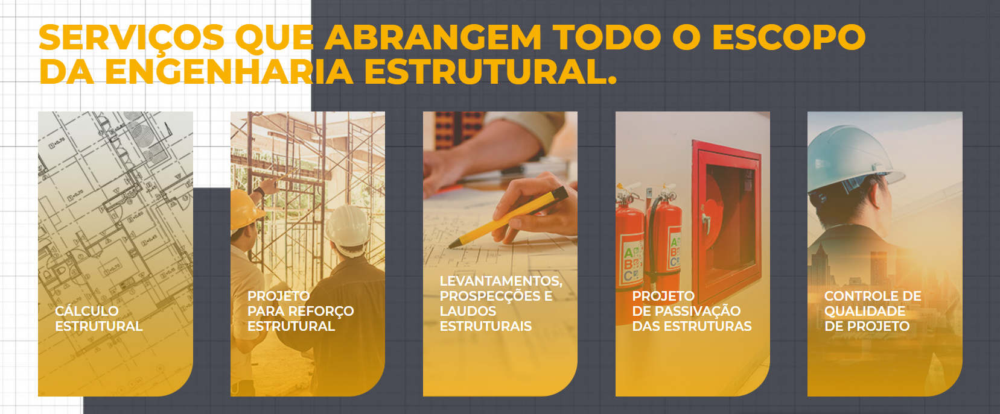 SERVIÇOS QUE ABRANGEM TODO O ESCOPO
DA ENGENHARIA ESTRUTURAL.
CÁLCULO
ESTRUTURAL
PROJETO
PARA REFORÇO
ESTRUTURAL
LEVANTAMENTOS,
PROSPECÇÕES E
LAUDOS
ESTRUTURAIS
PROJETO
DE PASSIVAÇÃO
DAS ESTRUTURAS
CONTROLE DE
QUALIDADE
DE PROJETO
A
B
C
A
B
C